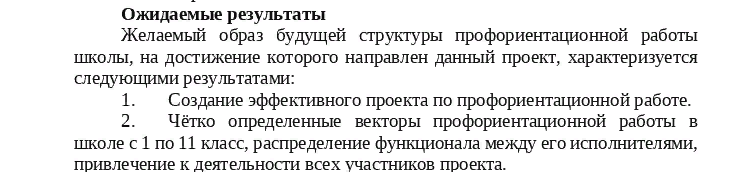 Ожидаемые результаты
Желаемый образ будущей структуры профориентационной работы
школы, на достижение которого направлен данный проект, характеризуется
следующими результатами:
1. Создание эффективного проекта по профориентационной работе.
2. Чётко определенные векторы профориентационной работы в
школе с 1 по 11 класс, распределение функционала между его исполнителями,
привлечение к деятельности всех участников проекта.